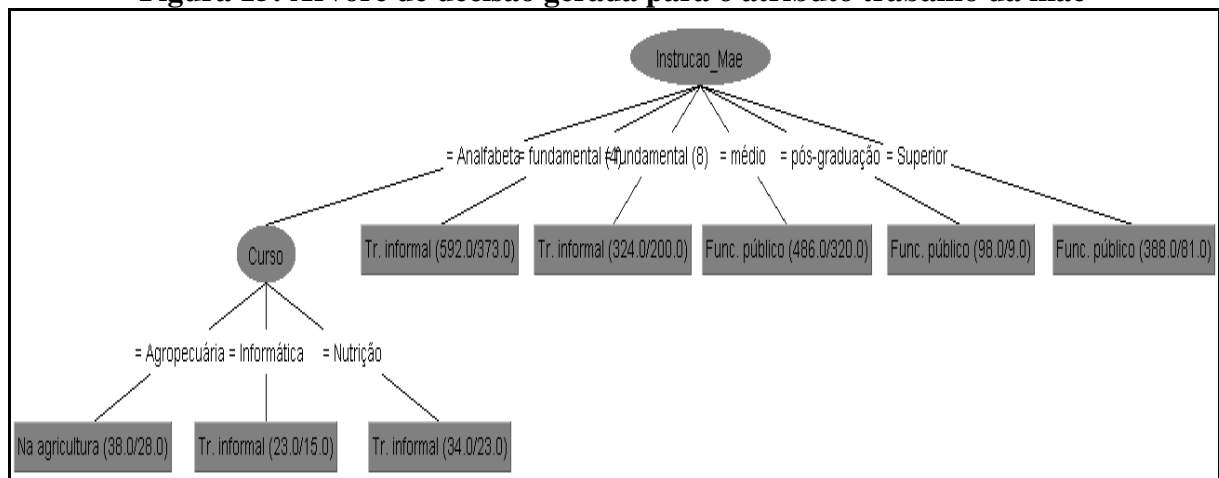 Figura 15: Árvore de decisão gerada para o atributo trabalho da mãe
Instrucao_Mae
= Analfabeta = fundamental (4) = fundamental (8) = médio = pós-graduação = Superior
Curso
Tr. informal (592.0/373.0)
Tr. informal (324.0/200.0)
Func. público (486.0/320.0)
Func. público (98.0/9.0)
Func. público (388.0/81.0)
= Agropecuária = Informática = Nutrição
Na agricultura (38.0/28.0)
Tr. informal (23.0/15.0)
Tr. informal (34.0/23.0)